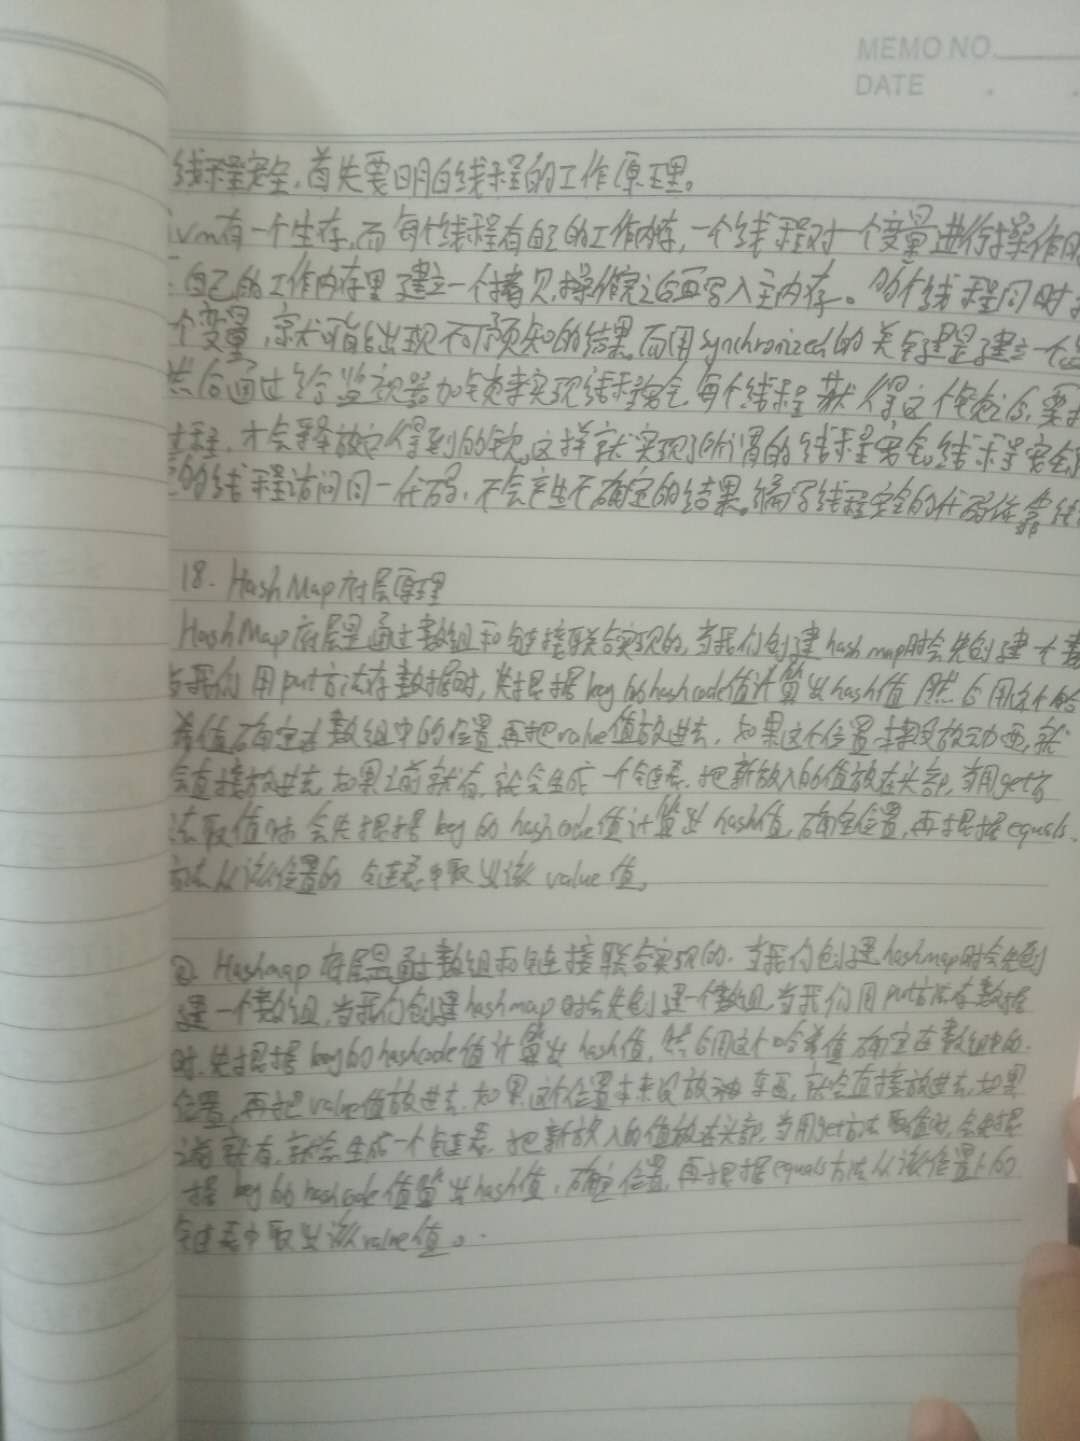 MEMO NO.
DATE
线程安全,首先要明白线程的工作原理。
jvm有一个主存,而每个线程有自己的工作内存,一个线程对一个变量进行操作时
自己的工作内存里建立一个拷贝,操作完之后再写入主内存。多个线程同时
个变量,就可能出现不可预知的结果。而用synchronized的关键是建立一个
然后通过给监视器加锁来实现线程安全,每个线程获得这个锁之后,要
才会释放它得到的锁,这样就实现了所谓的线程安全。线程安全
的线程访问同一代码,不会产生不确定的结果。编写线程安全的代码依靠线
18. HashMap底层原理
HashMap底层是通过数组和链接联合实现的,当我们创建hashmap时会先创建一个数
当我们用put方法存数据时,先根据key的hashcode值计算出hash值,然后用这个哈
希值确定在数组中的位置,再把value值放进去,如果这个位置本来没放东西,就
会直接放进去,如果之前就有,就会生成一个链表,把新放入的值放在头部,当用get方
法取值时会先根据key的hashcode值计算出hash值,确定位置,再根据equals
方法从该位置的链表中取出该value值。
② Hashmap底层是通过数组和链接联合实现的,当我们创建hashmap时会先创
建一个数组,当我们创建hashmap时会先创建一个数组,当我们用put方法存数据
时,先根据key的hashcode值计算出hash值,然后用这个哈希值确定在数组中的
位置,再把value值放进去,如果这个位置本来没放东西,就会直接放进去,如果
之前就有,就会生成一个链表,把新放入的值放在头部,当用get方法取值时,会先根
据key的hashcode值算出hash值,确定位置,再根据equals方法从该位置上的
链表中取出该value值。